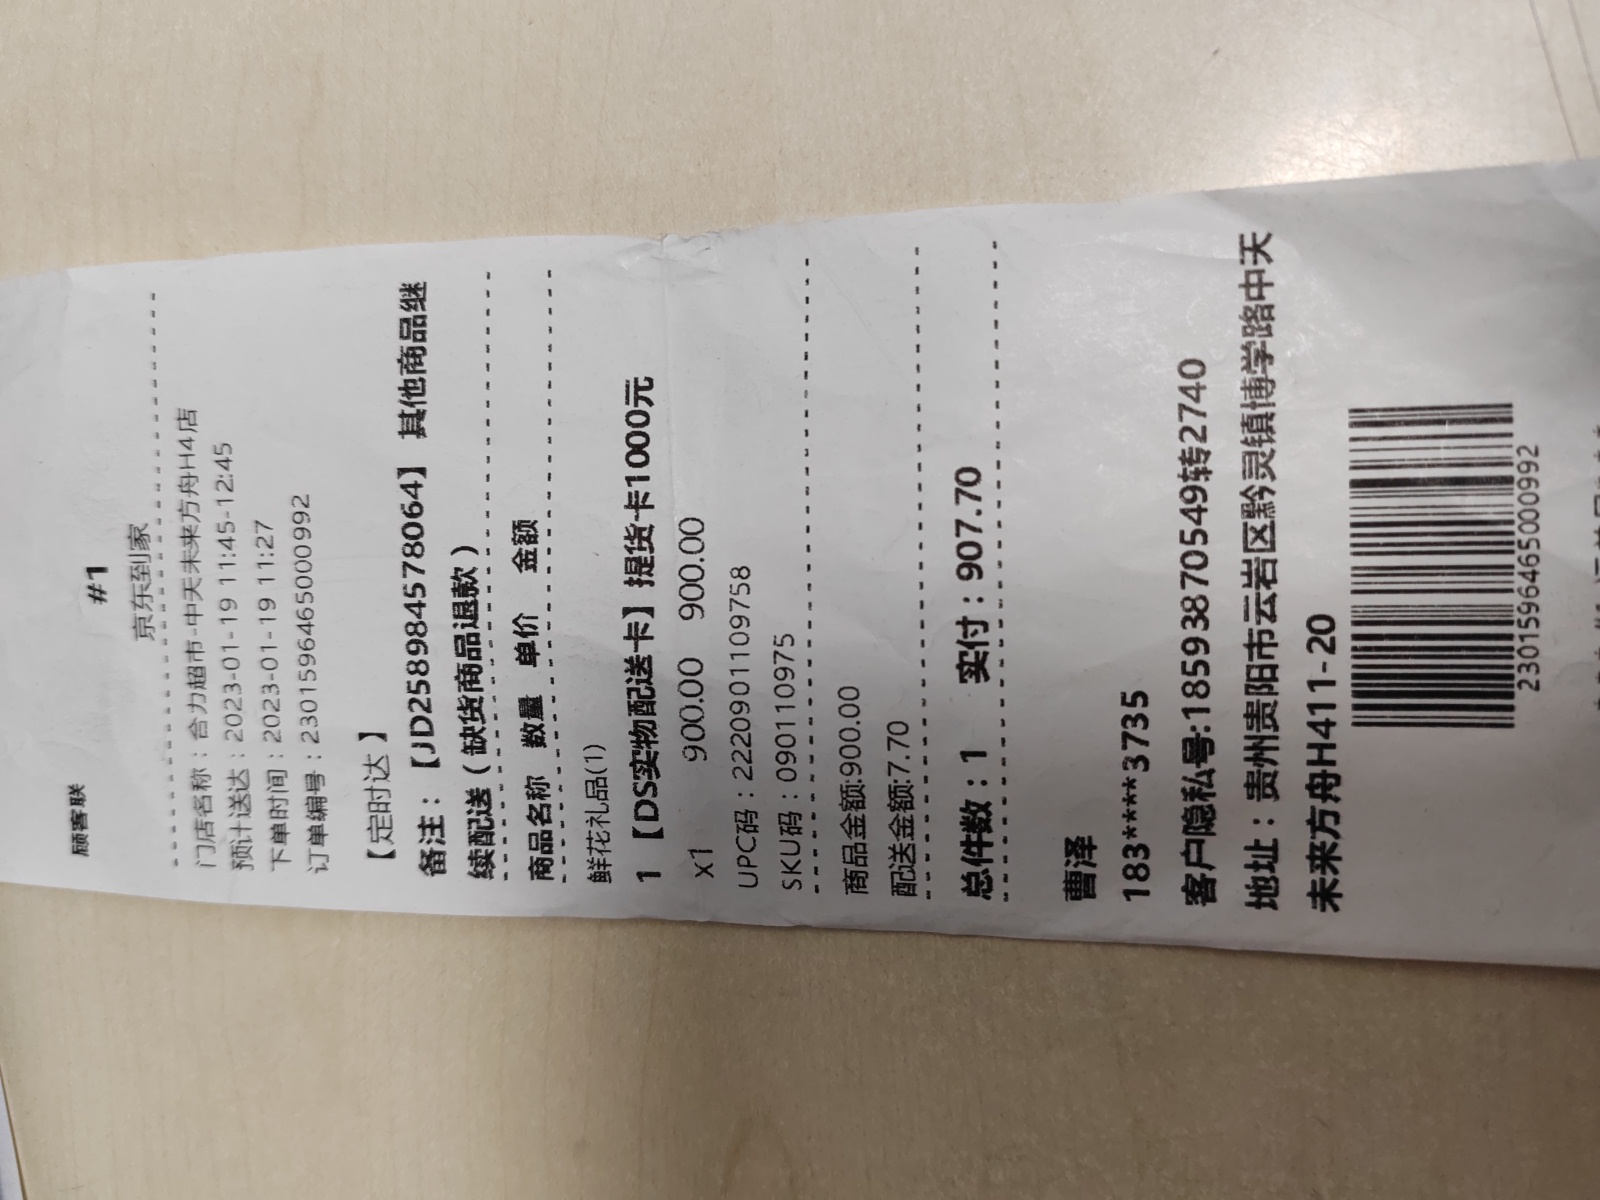 顾客联
#1
京东到家
门店名称：合力超市-中天未来方舟H4店
预计送达：2023-01-19 11:45-12:45
下单时间：2023-01-19 11:27
订单编号：2301596465000992
【定时达】
备注：【JD258984578064】其他商品继
续配送（缺货商品退款）
商品名称 数量 单价 金额
鲜花礼品(1)
1 【DS实物配送卡】提货卡1000元
x1 900.00 900.00
UPC码：2220901109758
SKU码：090110975
商品金额:900.00
配送金额:7.70
总件数：1 实付：907.70
曹泽
183****3735
客户隐私号:18593870549转2740
地址：贵州贵阳市云岩区黔灵镇博学路中天
未来方舟H411-20
2301596465000992